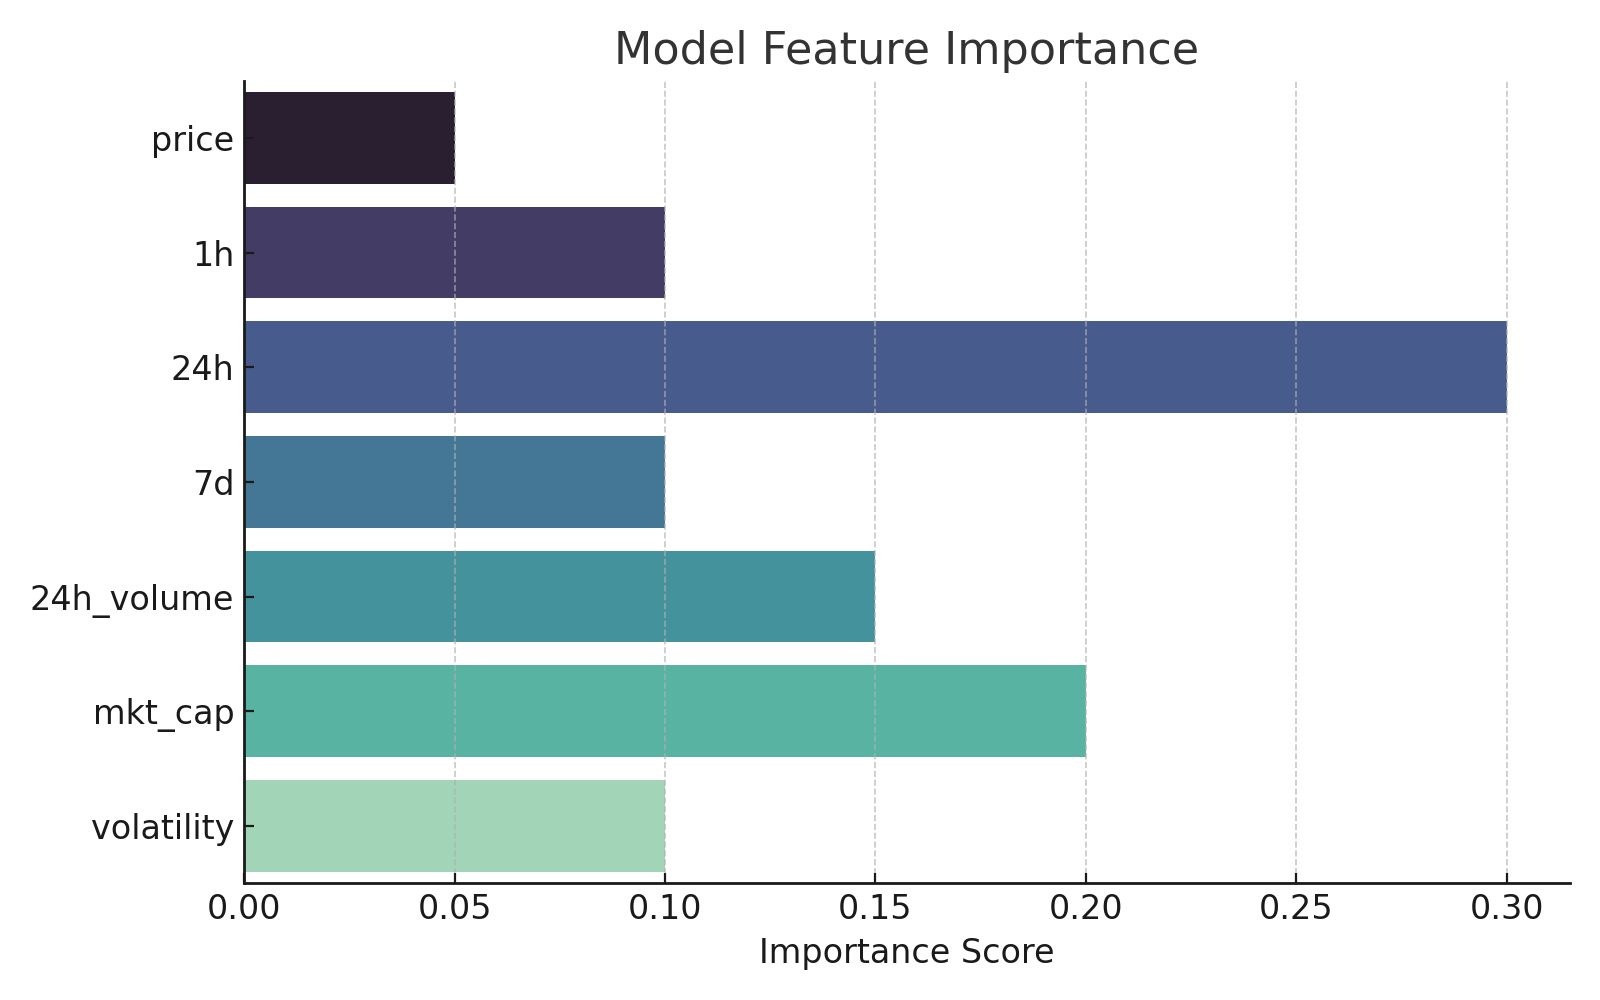 Model Feature Importance
price
1h
24h
7d
24h_volume
mkt_cap
volatility
0.00 0.05 0.10 0.15 0.20 0.25 0.30
Importance Score